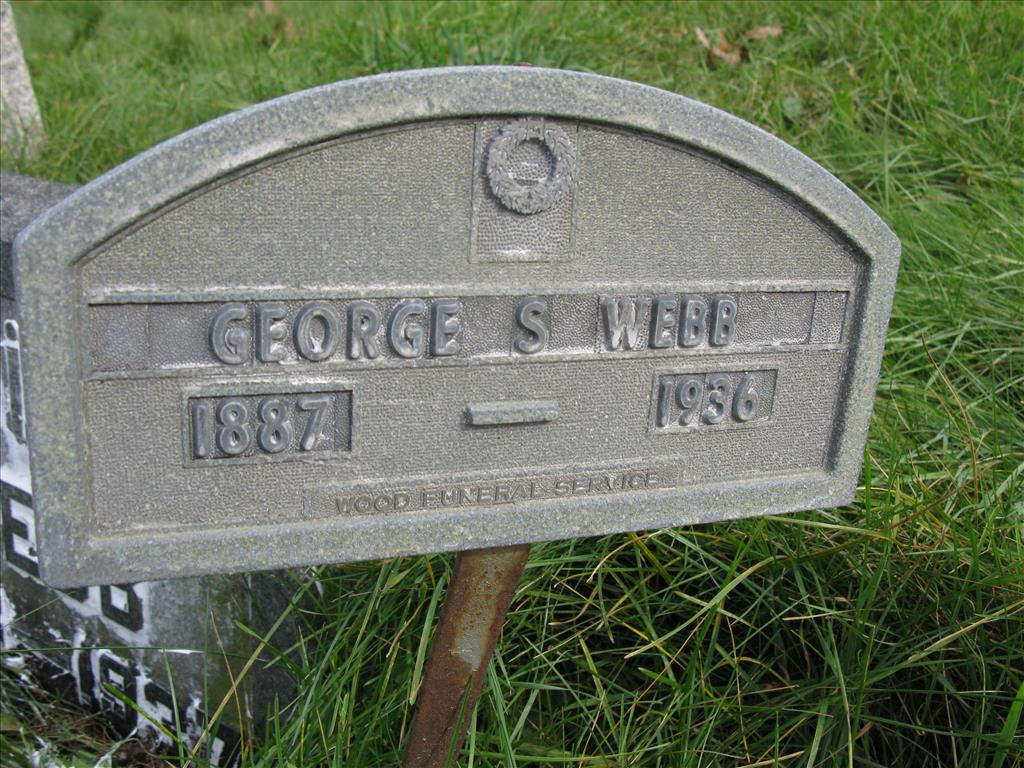 GEORGE S WEBB
1887 — 1936
WOOD FUNERAL SERVICE